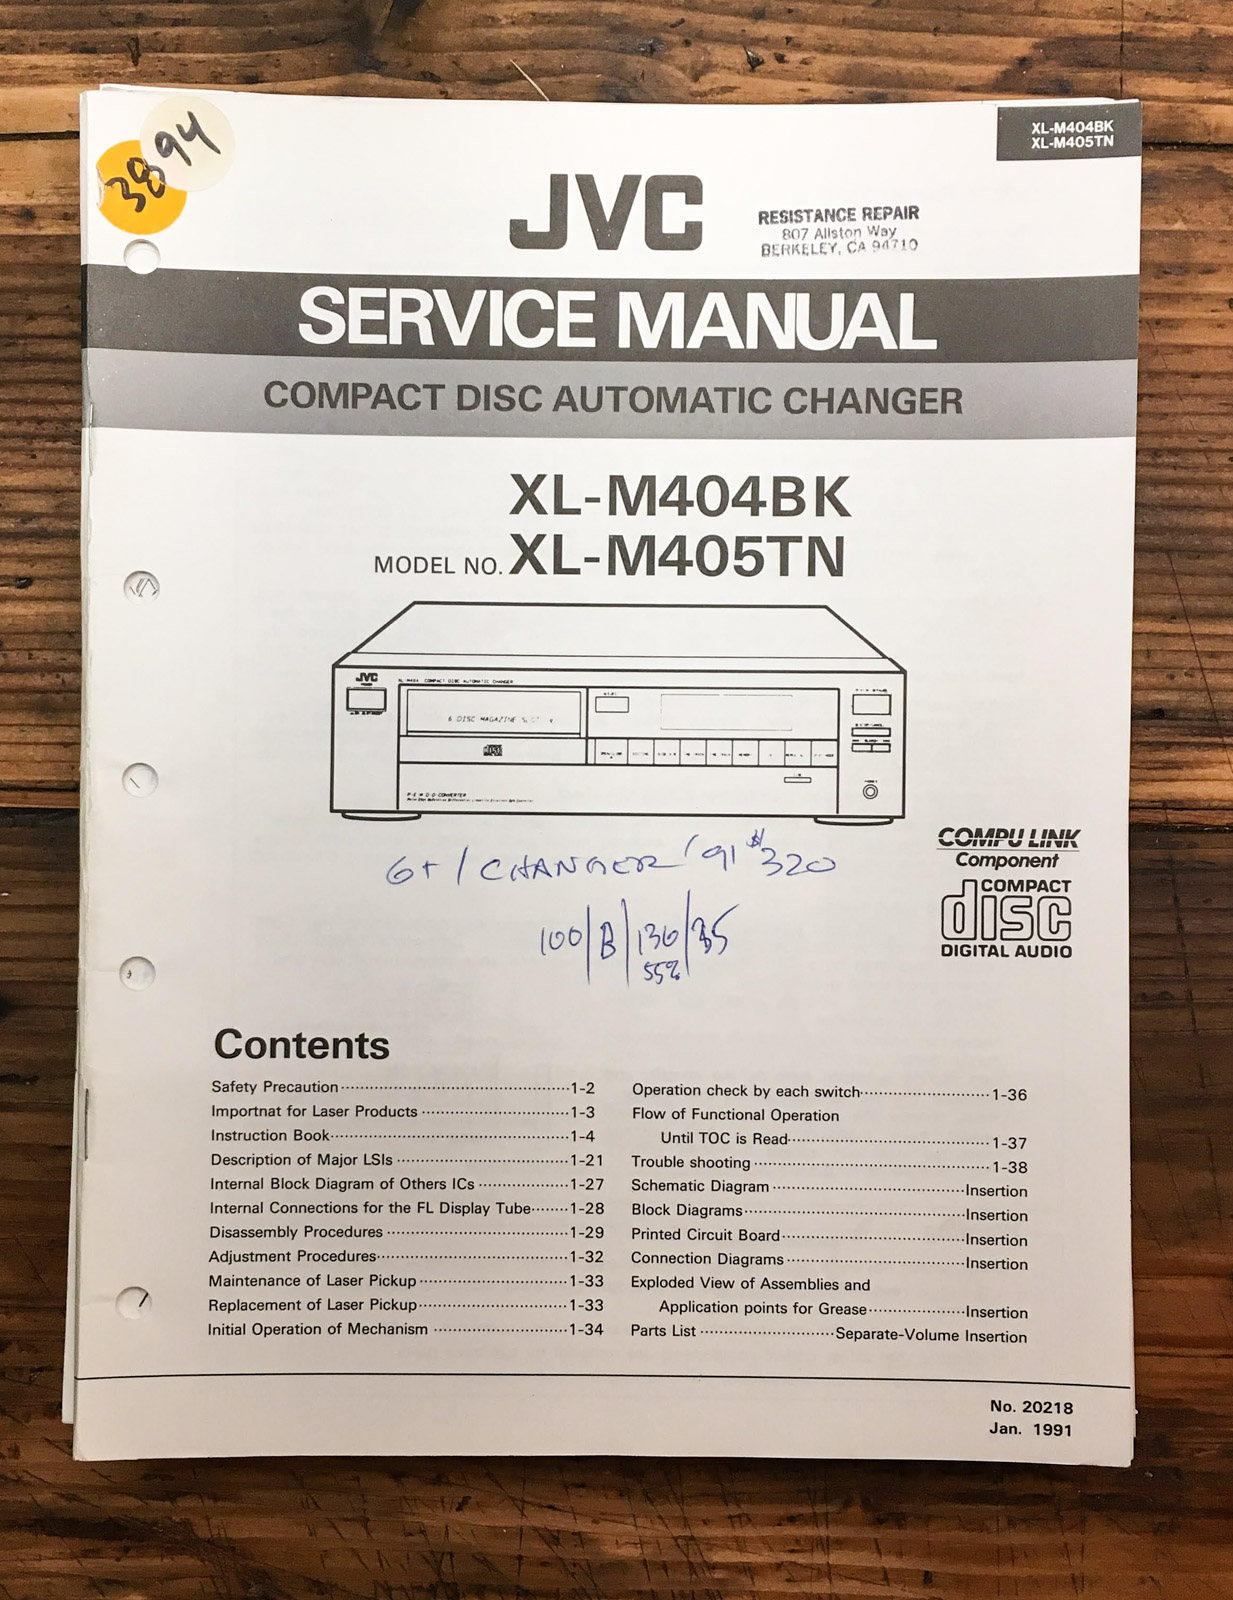 3894
XL-M404BK
XL-M405TN
JVC
RESISTANCE REPAIR
807 Allston Way
BERKELEY, CA 94710
SERVICE MANUAL
COMPACT DISC AUTOMATIC CHANGER
XL-M404BK
MODEL NO. XL-M405TN
JVC
COMPACT DISC AUTOMATIC CHANGER
6 DISC MAGAZINE
P.E.M.D.D.CONVERTER
6+1 CHANGER '91 $320
100 | B | 130 | 35
55%
COMPU LINK
Component
COMPACT
disc
DIGITAL AUDIO
Contents
Safety Precaution 1-2
Importnat for Laser Products 1-3
Instruction Book 1-4
Description of Major LSIs 1-21
Internal Block Diagram of Others ICs 1-27
Internal Connections for the FL Display Tube 1-28
Disassembly Procedures 1-29
Adjustment Procedures 1-32
Maintenance of Laser Pickup 1-33
Replacement of Laser Pickup 1-33
Initial Operation of Mechanism 1-34
Operation check by each switch 1-36
Flow of Functional Operation
Until TOC is Read 1-37
Trouble shooting 1-38
Schematic Diagram Insertion
Block Diagrams Insertion
Printed Circuit Board Insertion
Connection Diagrams Insertion
Exploded View of Assemblies and
Application points for Grease Insertion
Parts List Separate-Volume Insertion
No. 20218
Jan. 1991